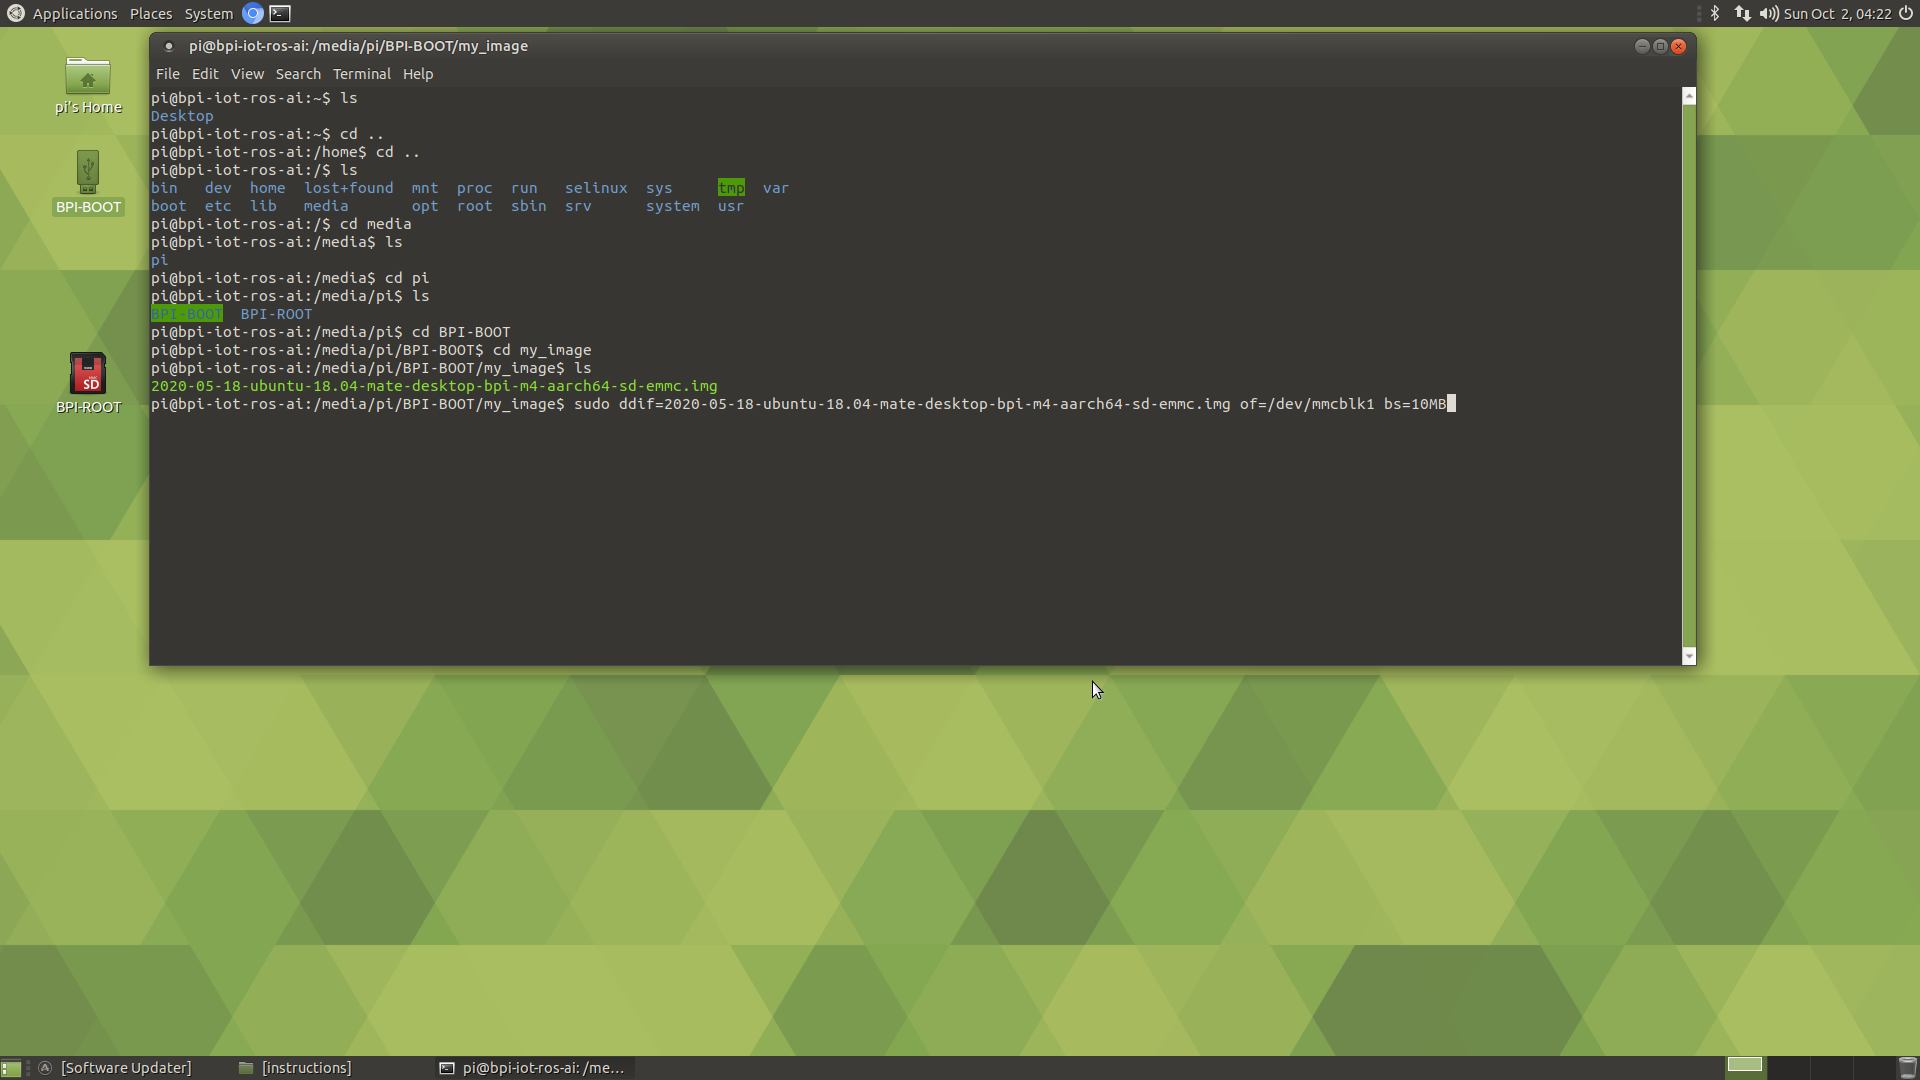 Applications Places System Sun Oct 2, 04:22
pi@bpi-iot-ros-ai: /media/pi/BPI-BOOT/my_image
File Edit View Search Terminal Help
pi's Home
BPI-BOOT
SD
BPI-ROOT
pi@bpi-iot-ros-ai:~$ ls
Desktop
pi@bpi-iot-ros-ai:~$ cd ..
pi@bpi-iot-ros-ai:/home$ cd ..
pi@bpi-iot-ros-ai:/$ ls
bin dev home lost+found mnt proc run selinux sys tmp var
boot etc lib media opt root sbin srv system usr
pi@bpi-iot-ros-ai:/$ cd media
pi@bpi-iot-ros-ai:/media$ ls
pi
pi@bpi-iot-ros-ai:/media$ cd pi
pi@bpi-iot-ros-ai:/media/pi$ ls
BPI-BOOT BPI-ROOT
pi@bpi-iot-ros-ai:/media/pi$ cd BPI-BOOT
pi@bpi-iot-ros-ai:/media/pi/BPI-BOOT$ cd my_image
pi@bpi-iot-ros-ai:/media/pi/BPI-BOOT/my_image$ ls
2020-05-18-ubuntu-18.04-mate-desktop-bpi-m4-aarch64-sd-emmc.img
pi@bpi-iot-ros-ai:/media/pi/BPI-BOOT/my_image$ sudo ddif=2020-05-18-ubuntu-18.04-mate-desktop-bpi-m4-aarch64-sd-emmc.img of=/dev/mmcblk1 bs=10MB
[Software Updater] [instructions] pi@bpi-iot-ros-ai: /me...